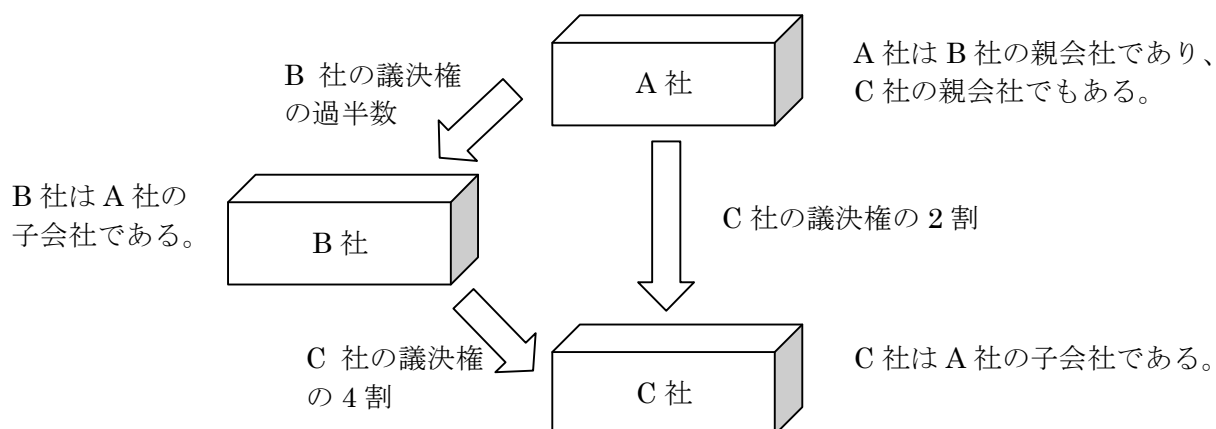 A 社
A 社は B 社の親会社であり、
C 社の親会社でもある。
B 社の議決権
の過半数
B 社は A 社の
子会社である。
B 社
C 社の議決権の 2 割
C 社の議決権
の 4 割
C 社
C 社は A 社の子会社である。